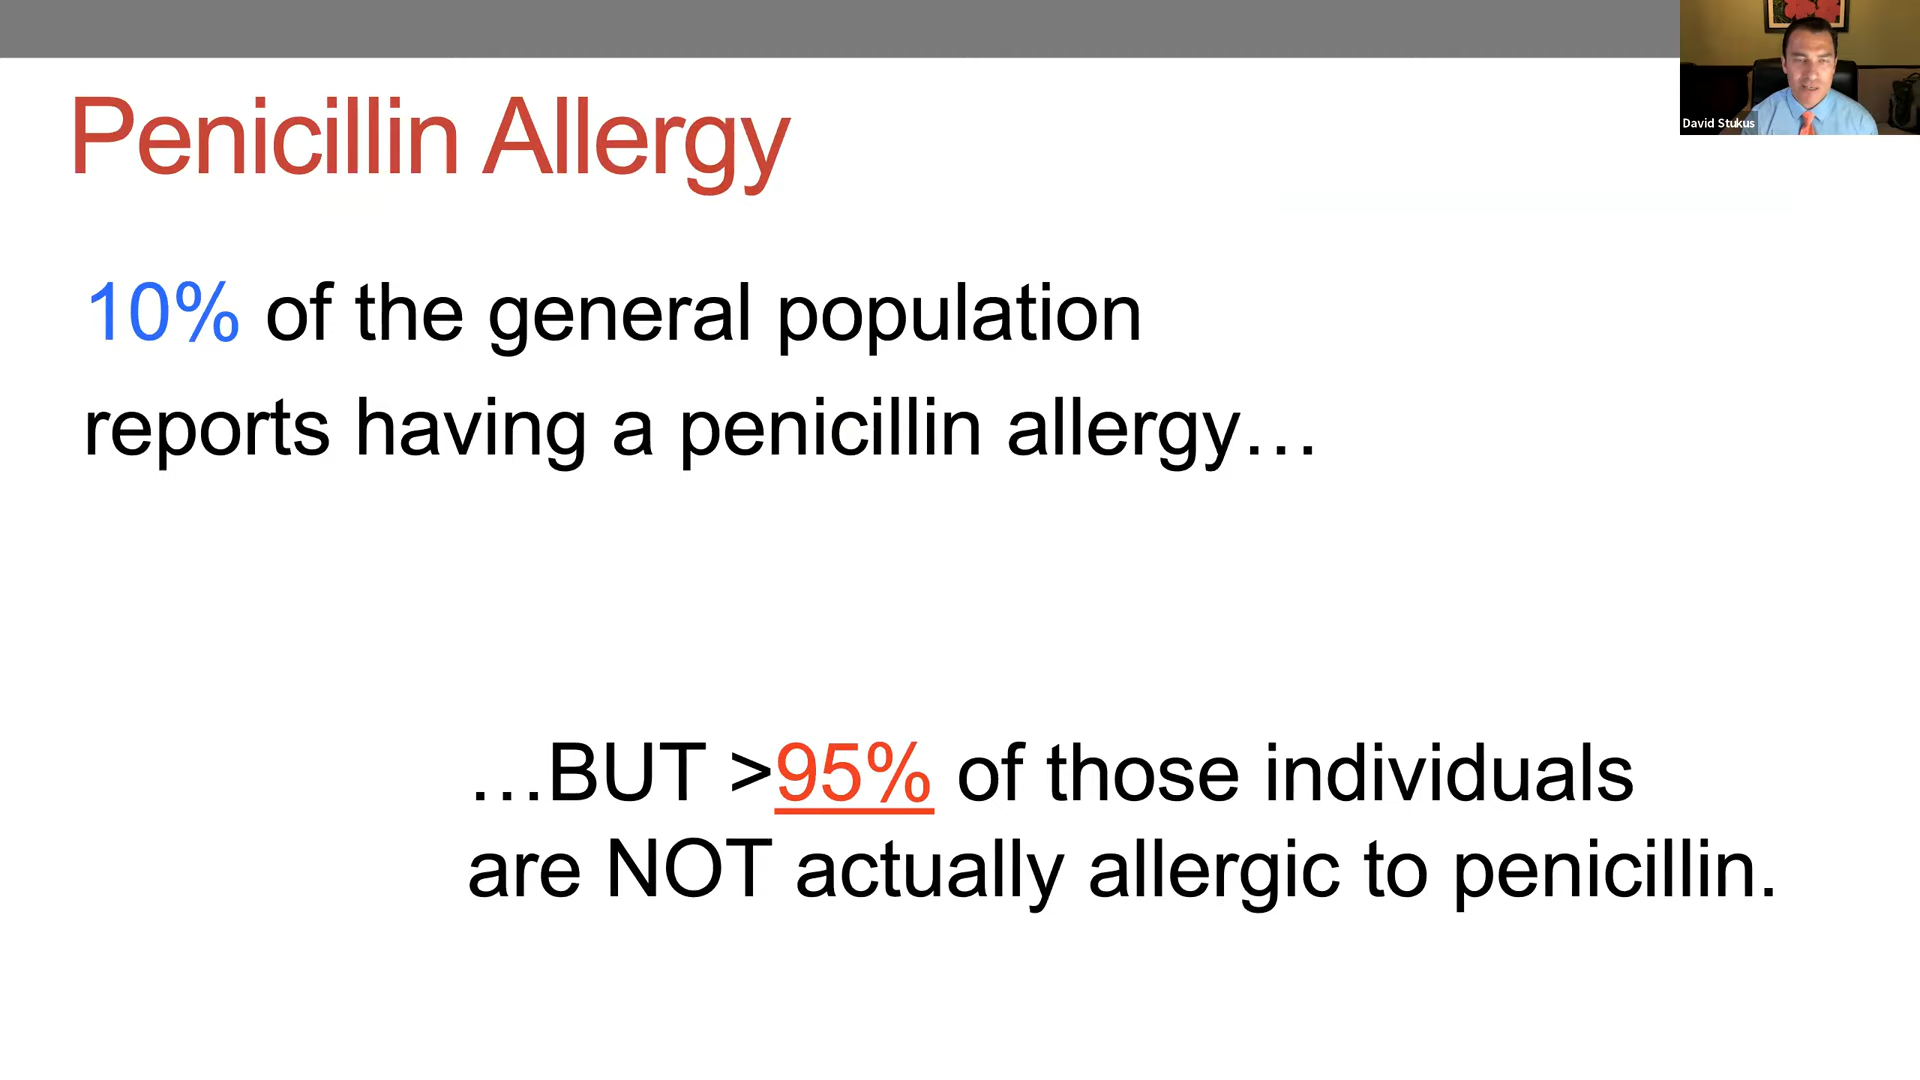 David Stukus
Penicillin Allergy
10% of the general population
reports having a penicillin allergy…
…BUT >95% of those individuals
are NOT actually allergic to penicillin.